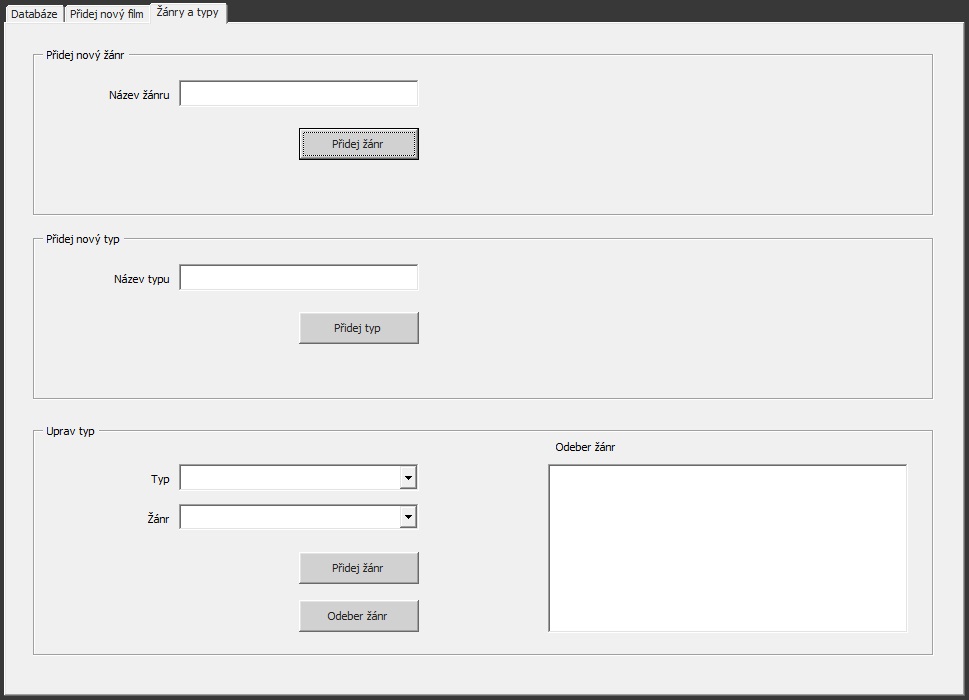 Databáze Přidej nový film Žánry a typy
Přidej nový žánr
Název žánru
Přidej žánr
Přidej nový typ
Název typu
Přidej typ
Uprav typ
Odeber žánr
Typ
Žánr
Přidej žánr
Odeber žánr